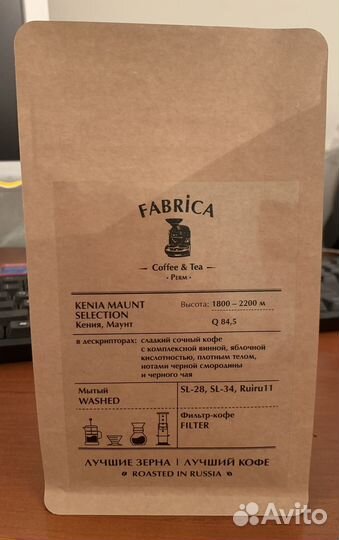 FABRiCA
Coffee & Tea
· Perm ·
KENIA MAUNT
SELECTION
Кения, Маунт
Высота: 1800 – 2200 м
Q 84,5
в дескрипторах: сладкий сочный кофе
с комплексной винной, яблочной
кислотностью, плотным телом,
нотами черной смородины
и черного чая
Мытый
WASHED
SL-28, SL-34, Ruiru11
Фильтр-кофе
FILTER
ЛУЧШИЕ ЗЕРНА | ЛУЧШИЙ КОФЕ
ROASTED IN RUSSIA
Avito